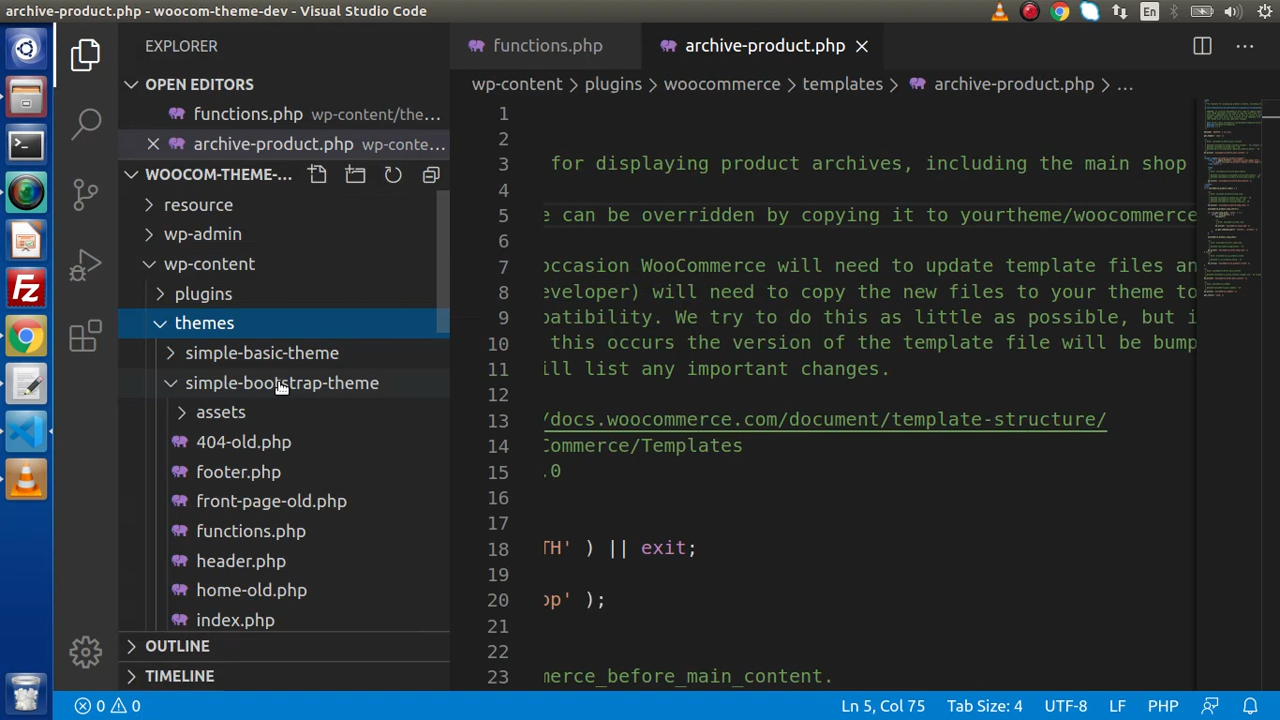 archive-product.php - woocom-theme-dev - Visual Studio Code
En
EXPLORER
functions.php
archive-product.php
OPEN EDITORS
functions.php wp-content/the...
archive-product.php wp-conte...
WOOCOM-THEME-...
resource
wp-admin
wp-content
plugins
themes
simple-basic-theme
simple-bootstrap-theme
assets
404-old.php
footer.php
front-page-old.php
functions.php
header.php
home-old.php
index.php
OUTLINE
TIMELINE
wp-content > plugins > woocommerce > templates > archive-product.php > ...
1
2
3 for displaying product archives, including the main shop
4
5 e can be overridden by copying it to yourtheme/woocommerce
6
7 occasion WooCommerce will need to update template files an
8 eveloper) will need to copy the new files to your theme to
9 patibility. We try to do this as little as possible, but i
10 this occurs the version of the template file will be bump
11 ill list any important changes.
12
13 /docs.woocommerce.com/document/template-structure/
14 Commerce/Templates
15 .0
16
17
18 TH' ) || exit;
19
20 op' );
21
22
23 merce_before_main_content.
0 0
Ln 5, Col 75
Tab Size: 4
UTF-8
LF
PHP